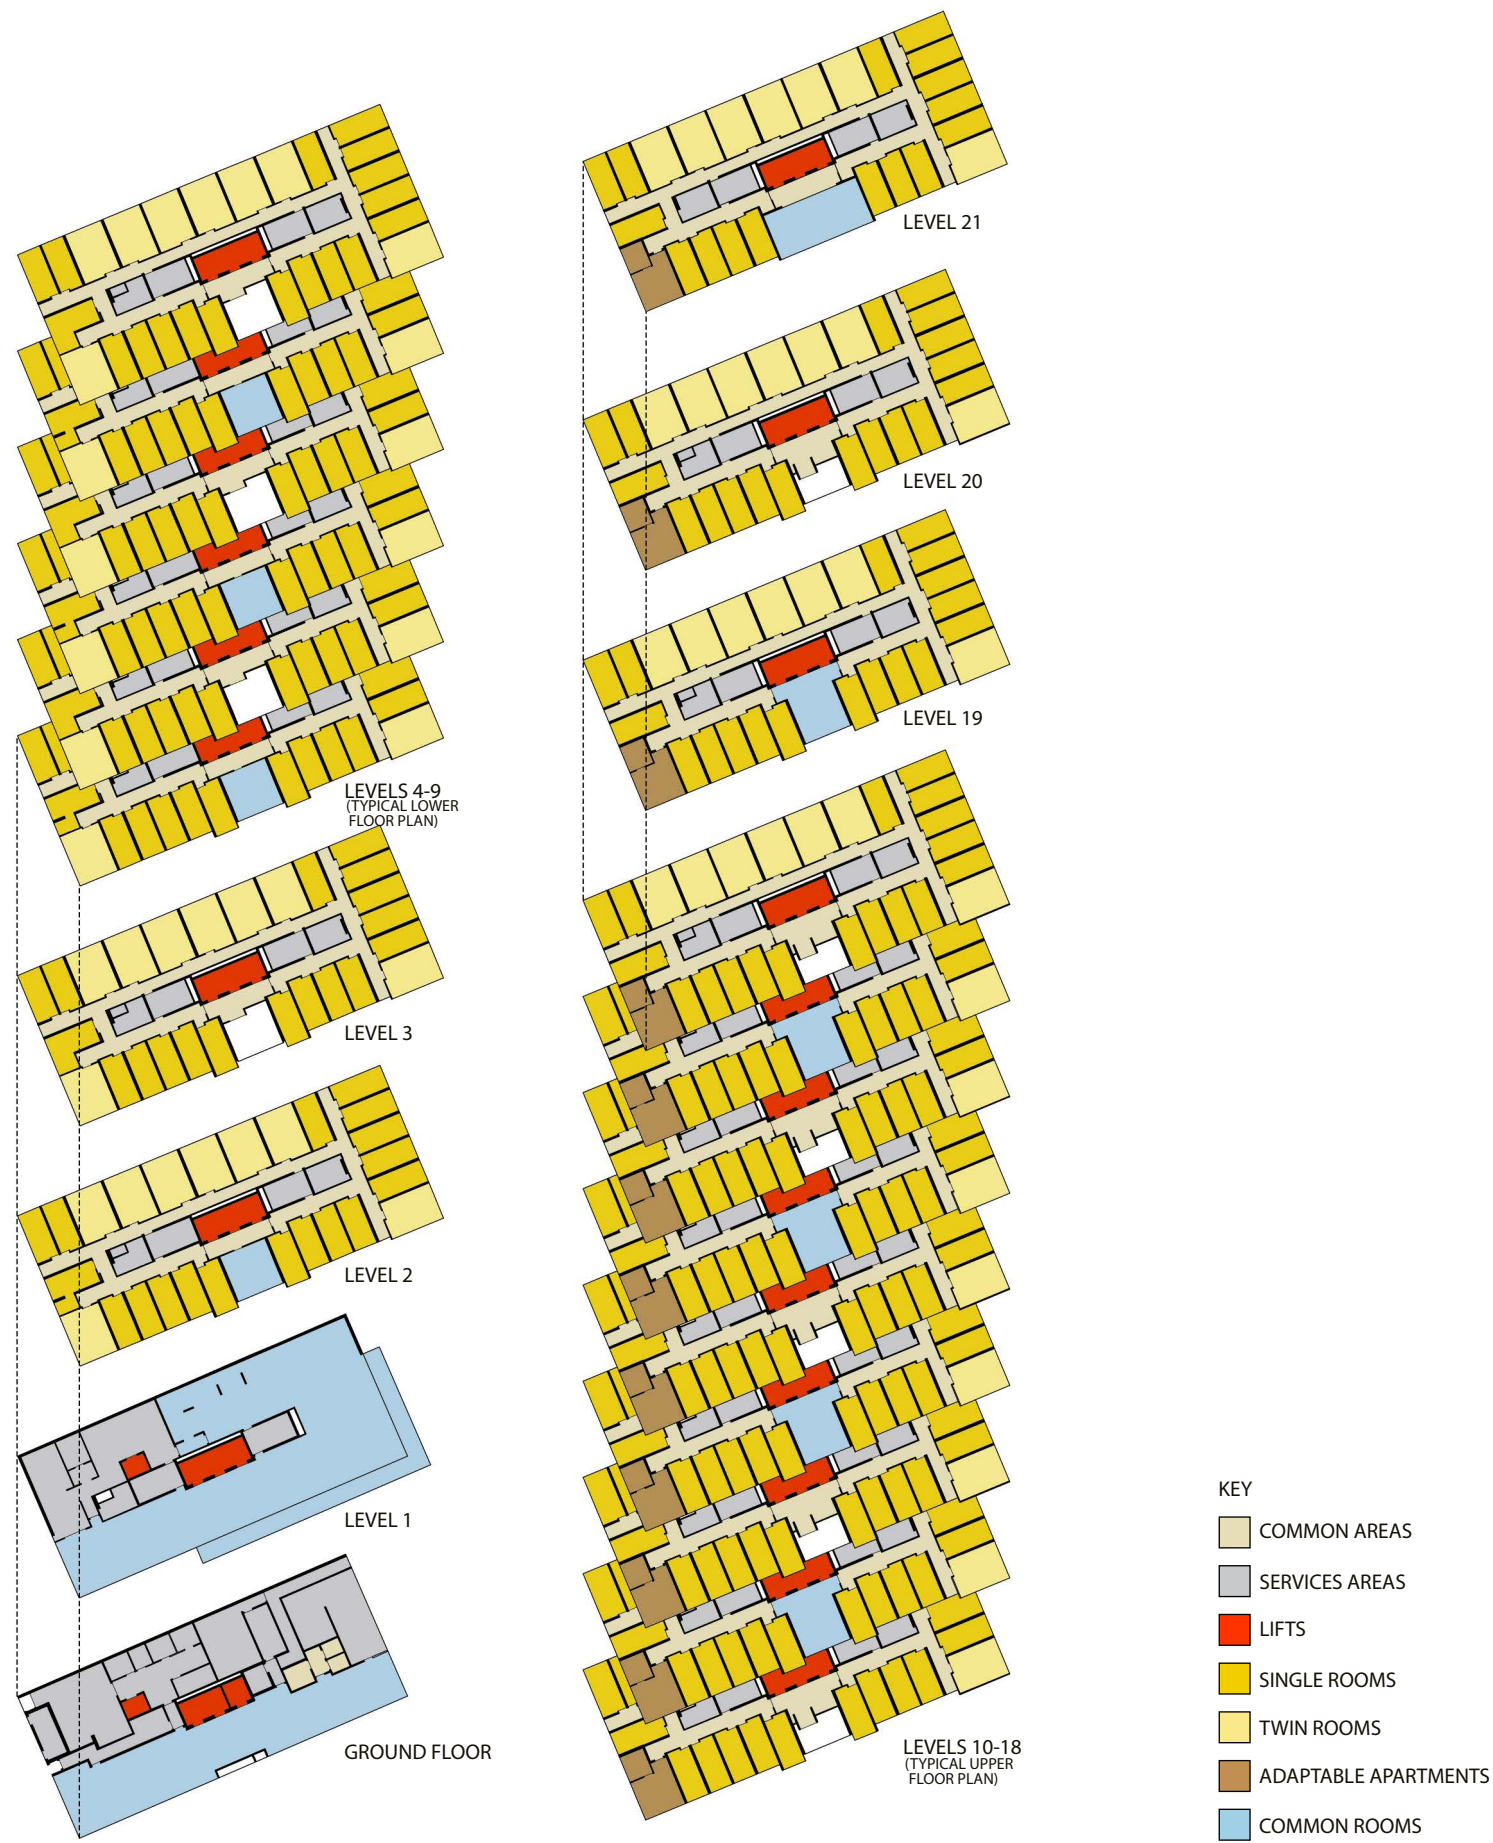 LEVEL 21
LEVEL 20
LEVEL 19
LEVELS 4-9
(TYPICAL LOWER
FLOOR PLAN)
LEVEL 3
LEVEL 2
LEVEL 1
GROUND FLOOR
LEVELS 10-18
(TYPICAL UPPER
FLOOR PLAN)
KEY
COMMON AREAS
SERVICES AREAS
LIFTS
SINGLE ROOMS
TWIN ROOMS
ADAPTABLE APARTMENTS
COMMON ROOMS